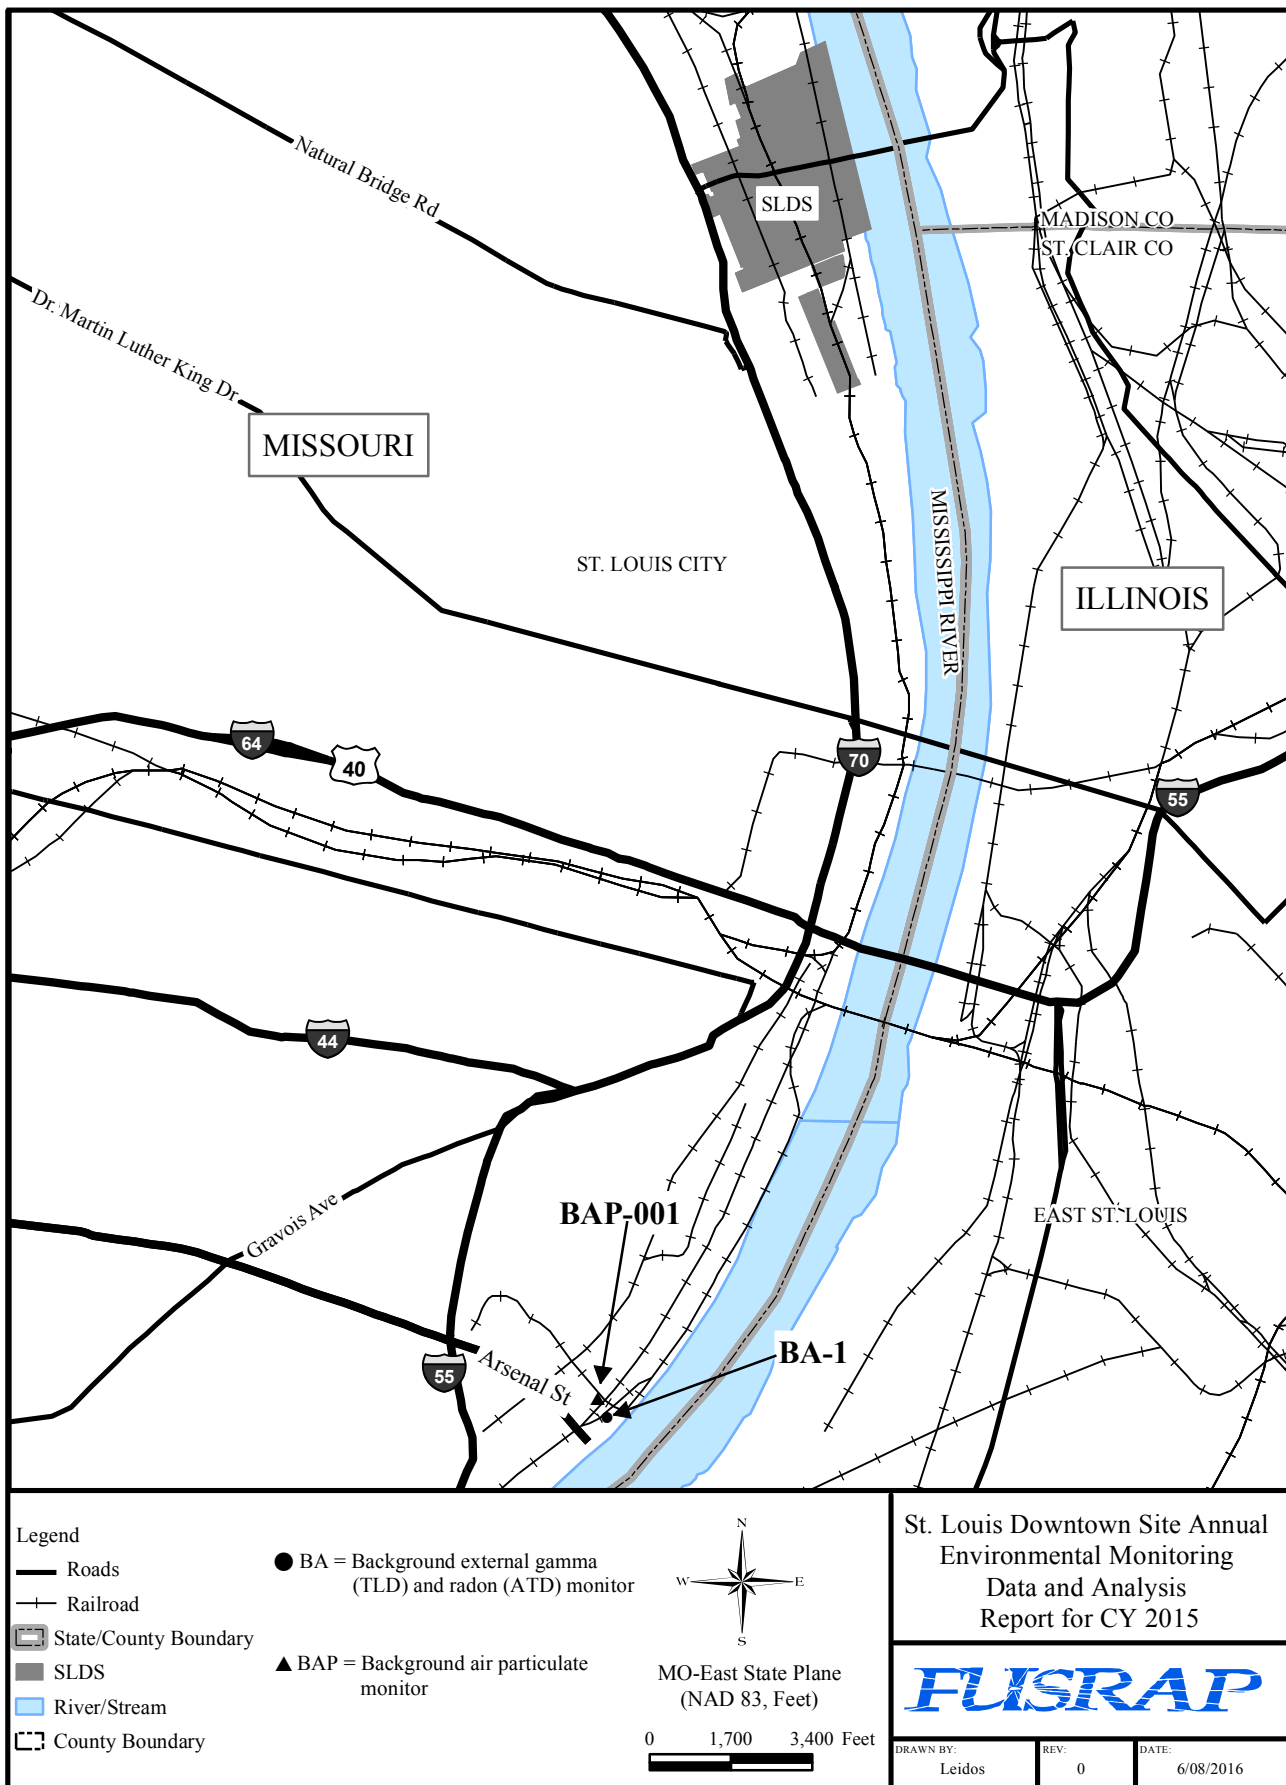 Natural Bridge Rd
SLDS
MADISON CO
ST. CLAIR CO
Dr. Martin Luther King Dr
MISSOURI
MISSISSIPPI RIVER
ST. LOUIS CITY
ILLINOIS
64
40
70
55
44
BAP-001
EAST ST. LOUIS
Gravois Ave
BA-1
55
Arsenal St
Legend
Roads
Railroad
State/County Boundary
SLDS
River/Stream
County Boundary
BA = Background external gamma
(TLD) and radon (ATD) monitor
BAP = Background air particulate
monitor
N
W E
S
MO-East State Plane
(NAD 83, Feet)
0 1,700 3,400 Feet
St. Louis Downtown Site Annual
Environmental Monitoring
Data and Analysis
Report for CY 2015
FUSRAP
DRAWN BY: REV: DATE:
Leidos 0 6/08/2016